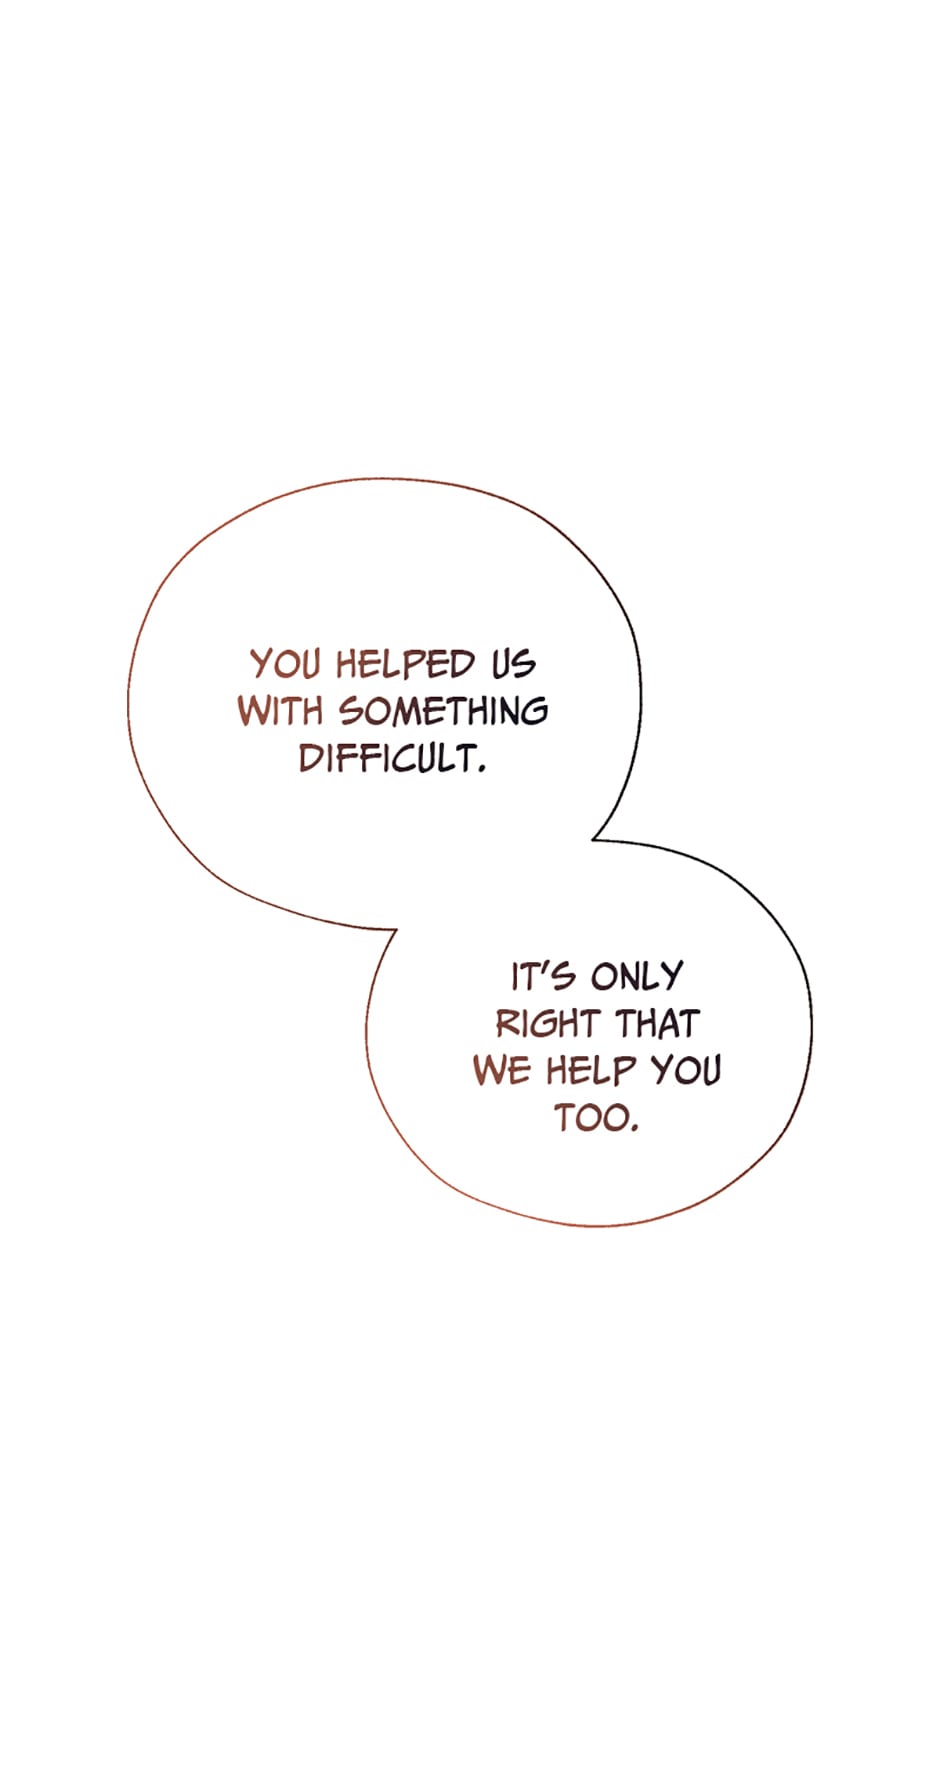 YOU HELPED US
WITH SOMETHING
DIFFICULT.
IT'S ONLY
RIGHT THAT
WE HELP YOU
TOO.